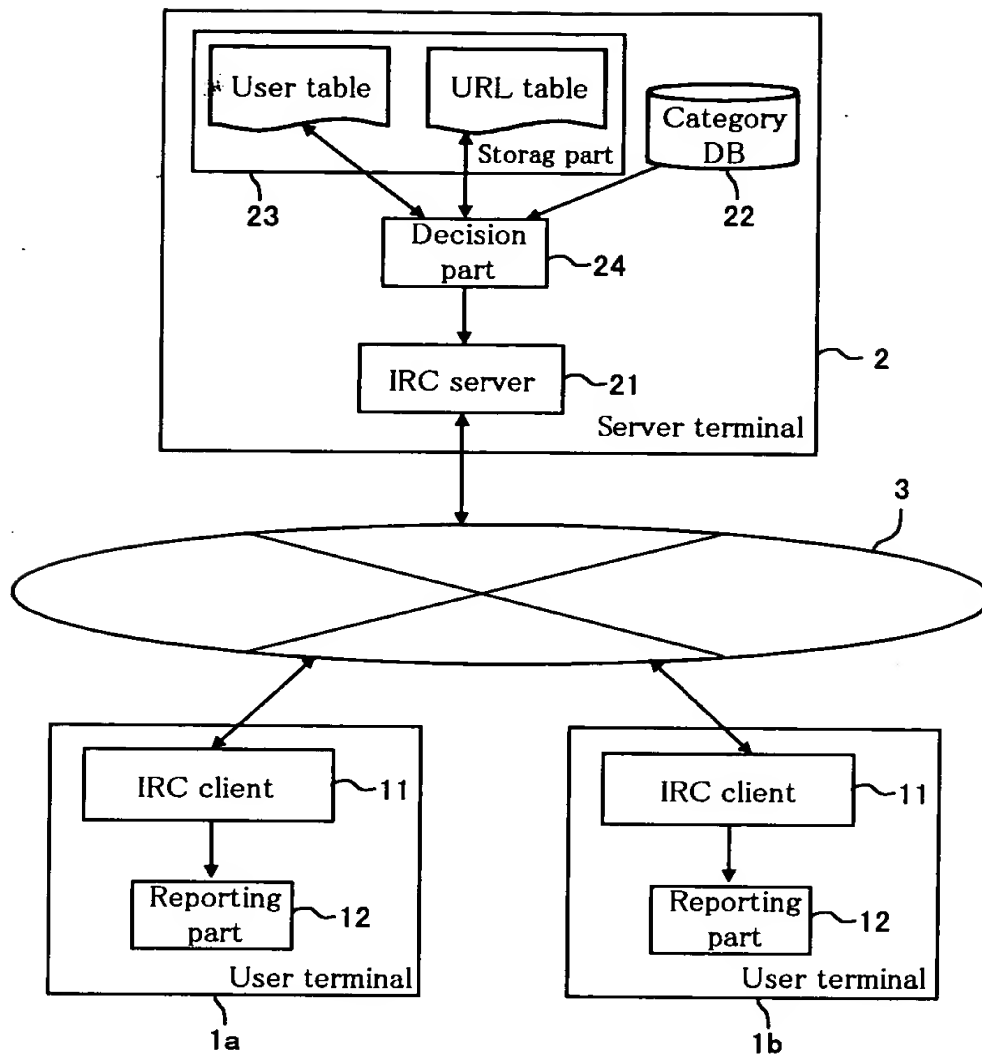 User table
URL table
Category
DB
Storag part
23
22
Decision
part
24
IRC server
21
2
Server terminal
3
IRC client
11
IRC client
11
Reporting
part
12
Reporting
part
12
User terminal
User terminal
1a
1b